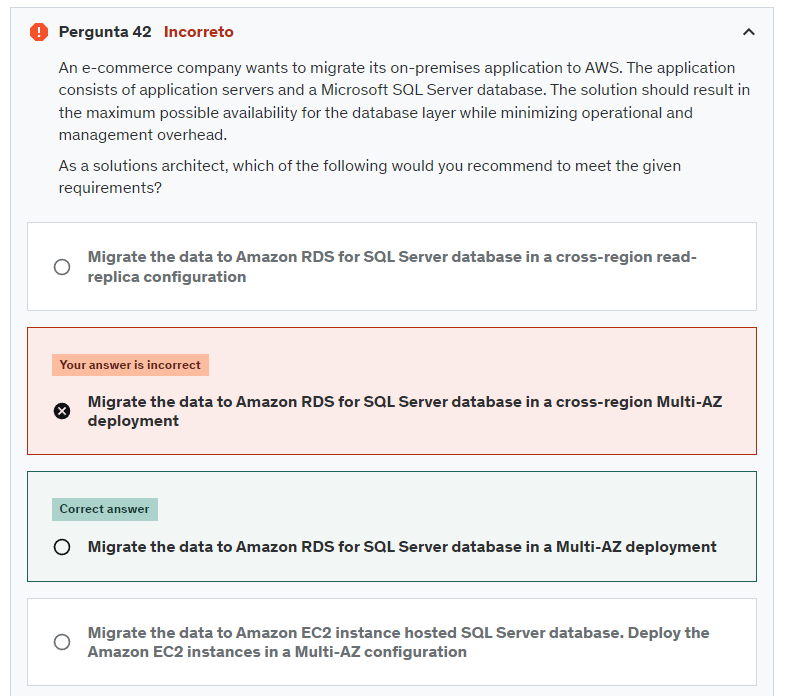 Pergunta 42 Incorreto
An e-commerce company wants to migrate its on-premises application to AWS. The application
consists of application servers and a Microsoft SQL Server database. The solution should result in
the maximum possible availability for the database layer while minimizing operational and
management overhead.
As a solutions architect, which of the following would you recommend to meet the given
requirements?
Migrate the data to Amazon RDS for SQL Server database in a cross-region read-
replica configuration
Your answer is incorrect
Migrate the data to Amazon RDS for SQL Server database in a cross-region Multi-AZ
deployment
Correct answer
Migrate the data to Amazon RDS for SQL Server database in a Multi-AZ deployment
Migrate the data to Amazon EC2 instance hosted SQL Server database. Deploy the
Amazon EC2 instances in a Multi-AZ configuration